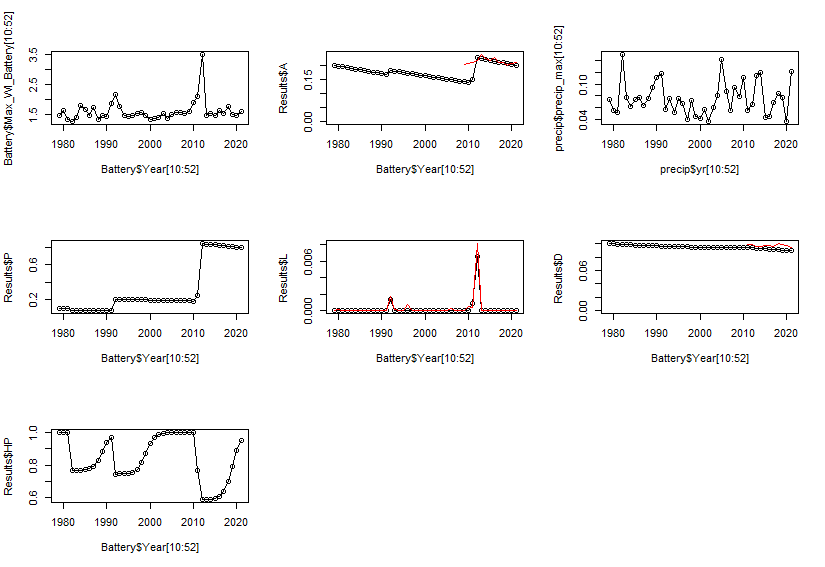 Battery$Max_Wl_Battery[10:52]
1.5 2.5 3.5
1980 1990 2000 2010 2020
Battery$Year[10:52]
Results$A
0.00 0.15
1980 1990 2000 2010 2020
Battery$Year[10:52]
precip$precip_max[10:52]
0.04 0.10
1980 1990 2000 2010 2020
precip$yr[10:52]
Results$P
0.2 0.6
1980 1990 2000 2010 2020
Battery$Year[10:52]
Results$L
0.000 0.006
1980 1990 2000 2010 2020
Battery$Year[10:52]
Results$D
0.00 0.06
1980 1990 2000 2010 2020
Battery$Year[10:52]
Results$HP
0.6 0.8 1.0
1980 1990 2000 2010 2020
Battery$Year[10:52]